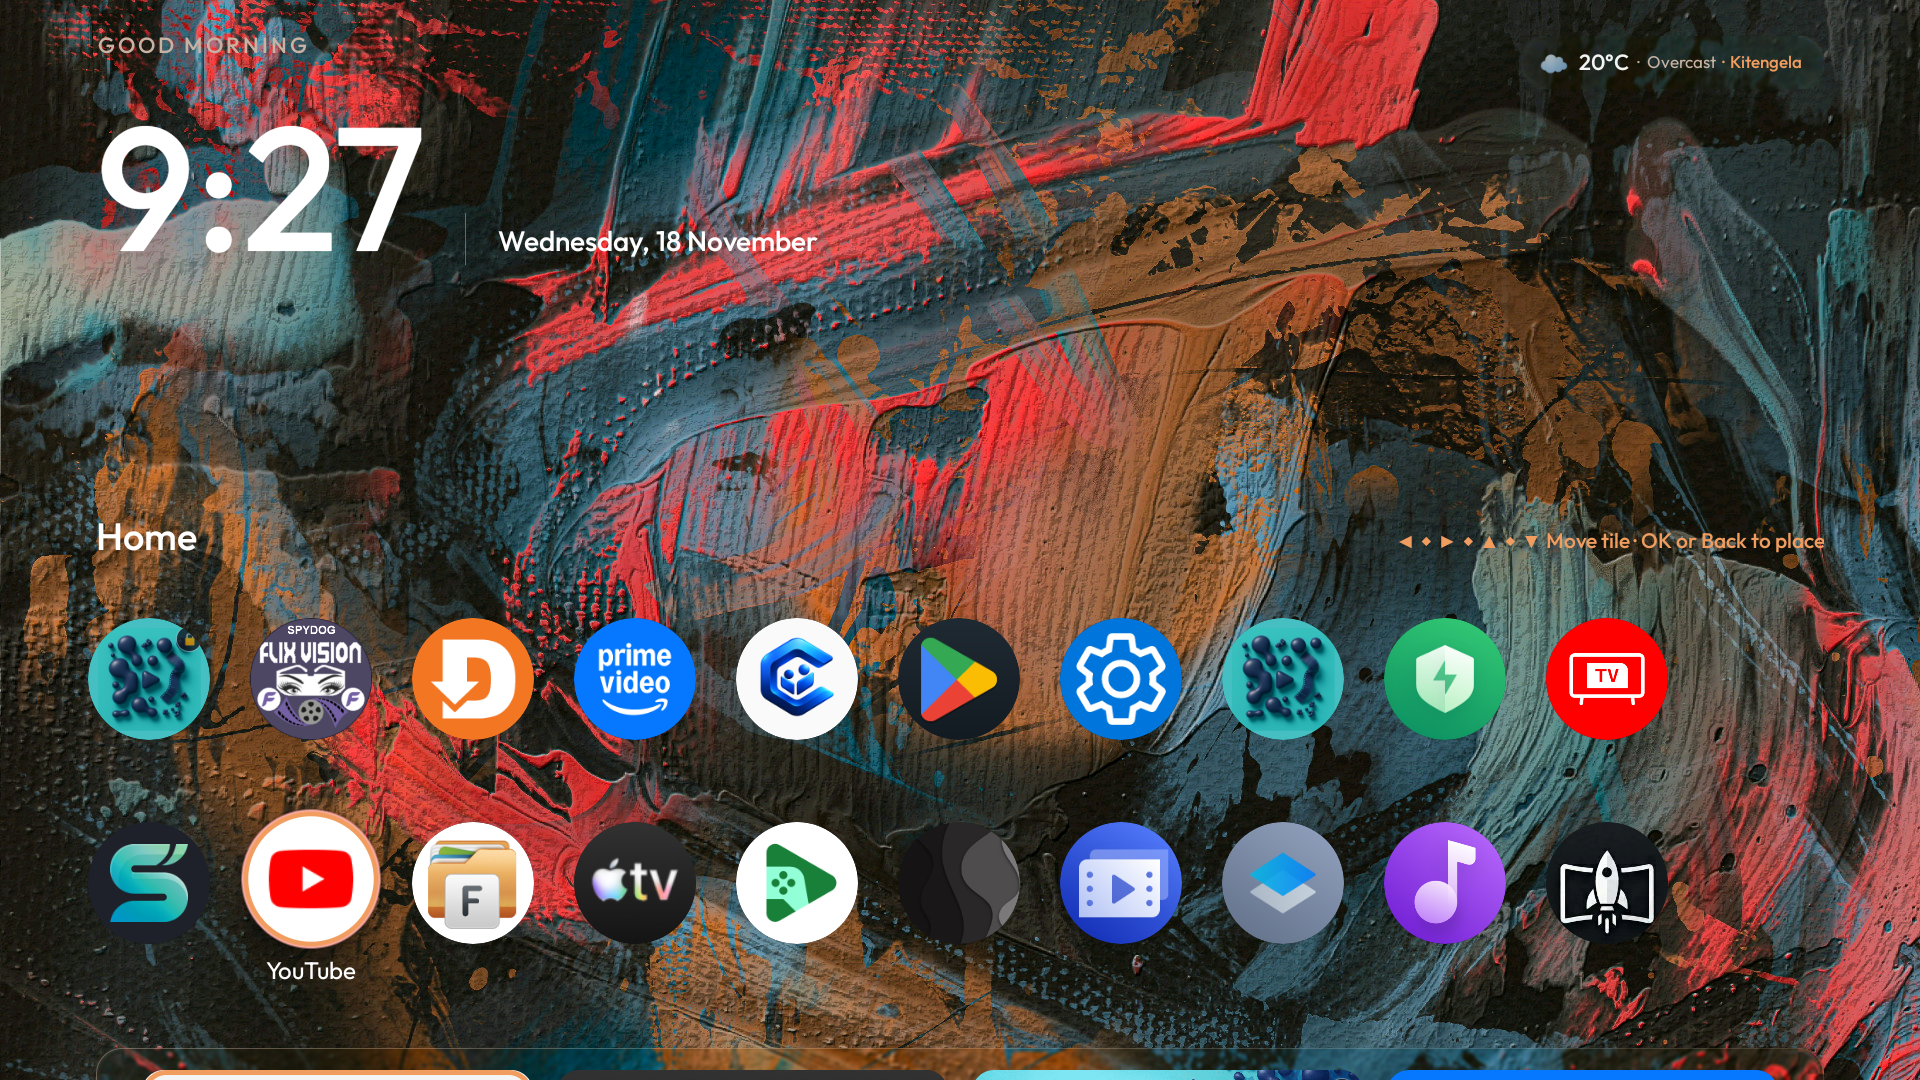 GOOD MORNING
20°C · Overcast · Kitengela
9:27
Wednesday, 18 November
Home
◀ ◆ ▶ ◆ ▲ ◆ ▼ Move tile · OK or Back to place
SPYDOG
FLIX VISION
F F
D
prime video
C
TV
S
F
tv
YouTube